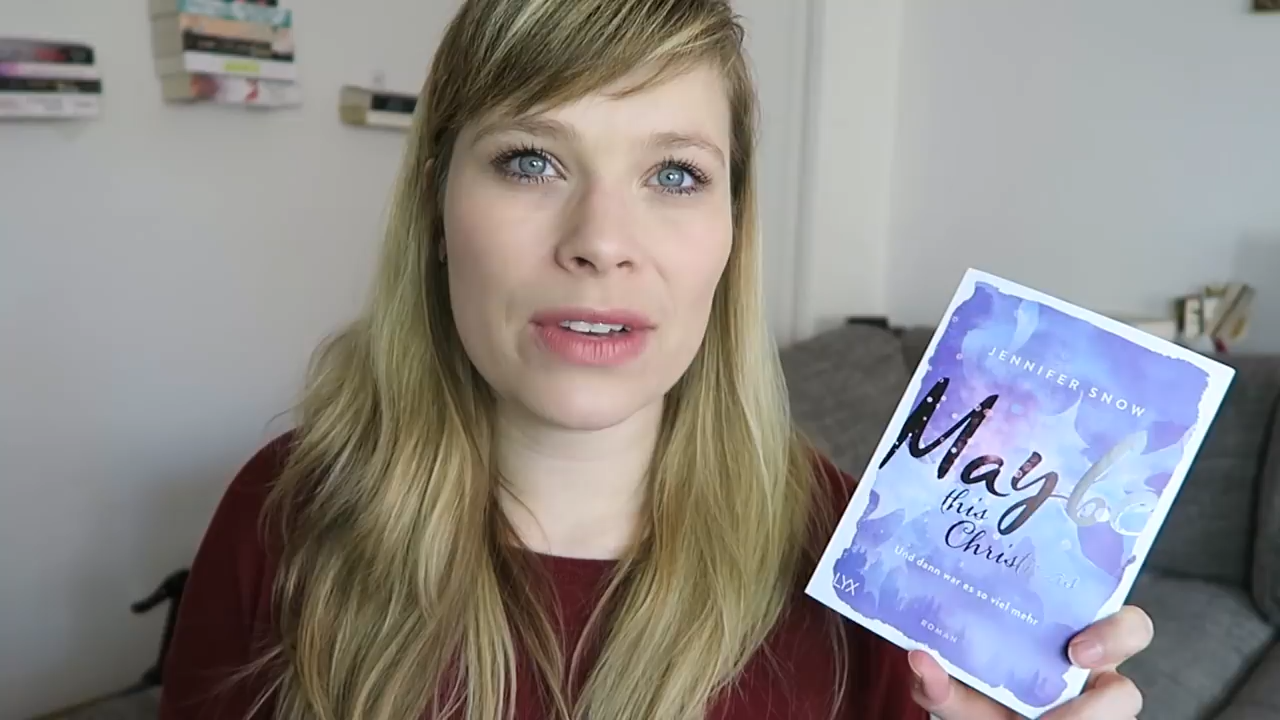 JENNIFER SNOW
Maybe
this
Christmas
Und dann war es so viel mehr
LYX
ROMAN